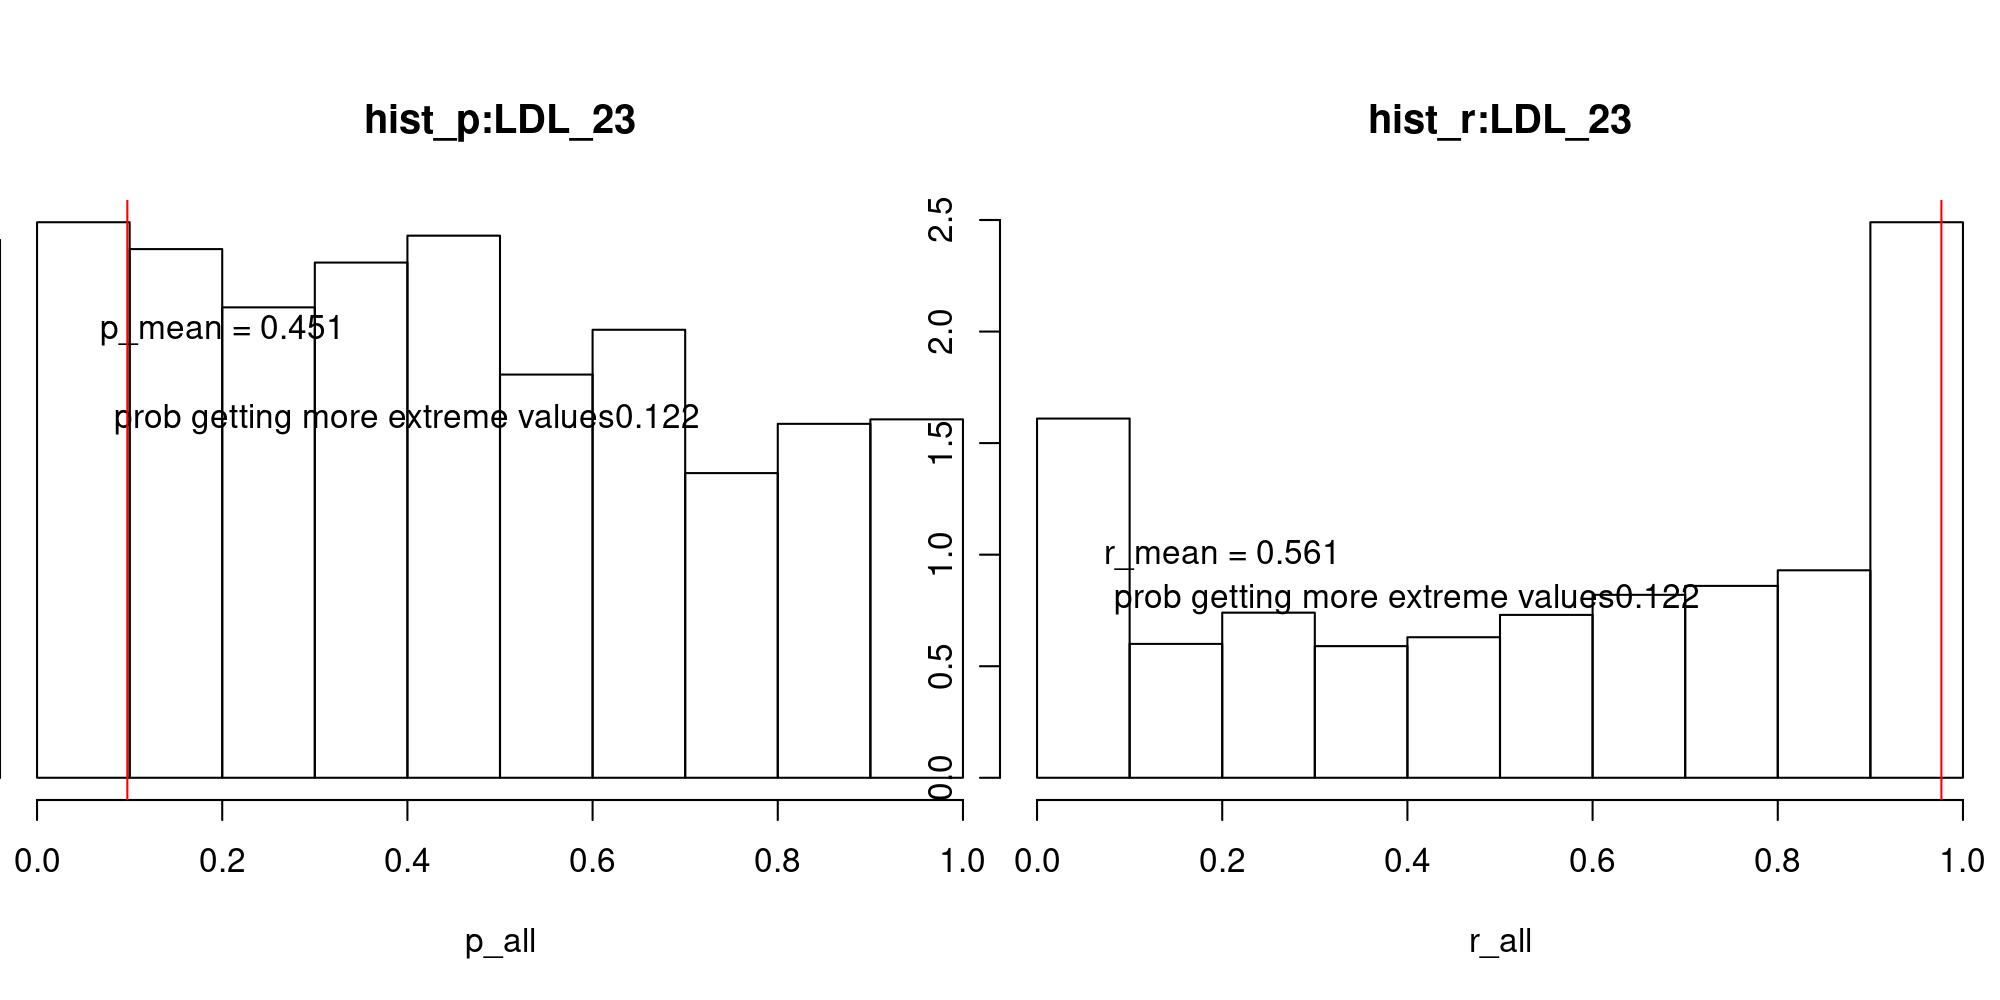 hist_p:LDL_23
p_mean = 0.451
prob getting more extreme values0.122
0.0 0.2 0.4 0.6 0.8 1.0
p_all
hist_r:LDL_23
2.5
2.0
1.5
1.0
0.5
0.0
r_mean = 0.561
prob getting more extreme values0.122
0.0 0.2 0.4 0.6 0.8 1.0
r_all